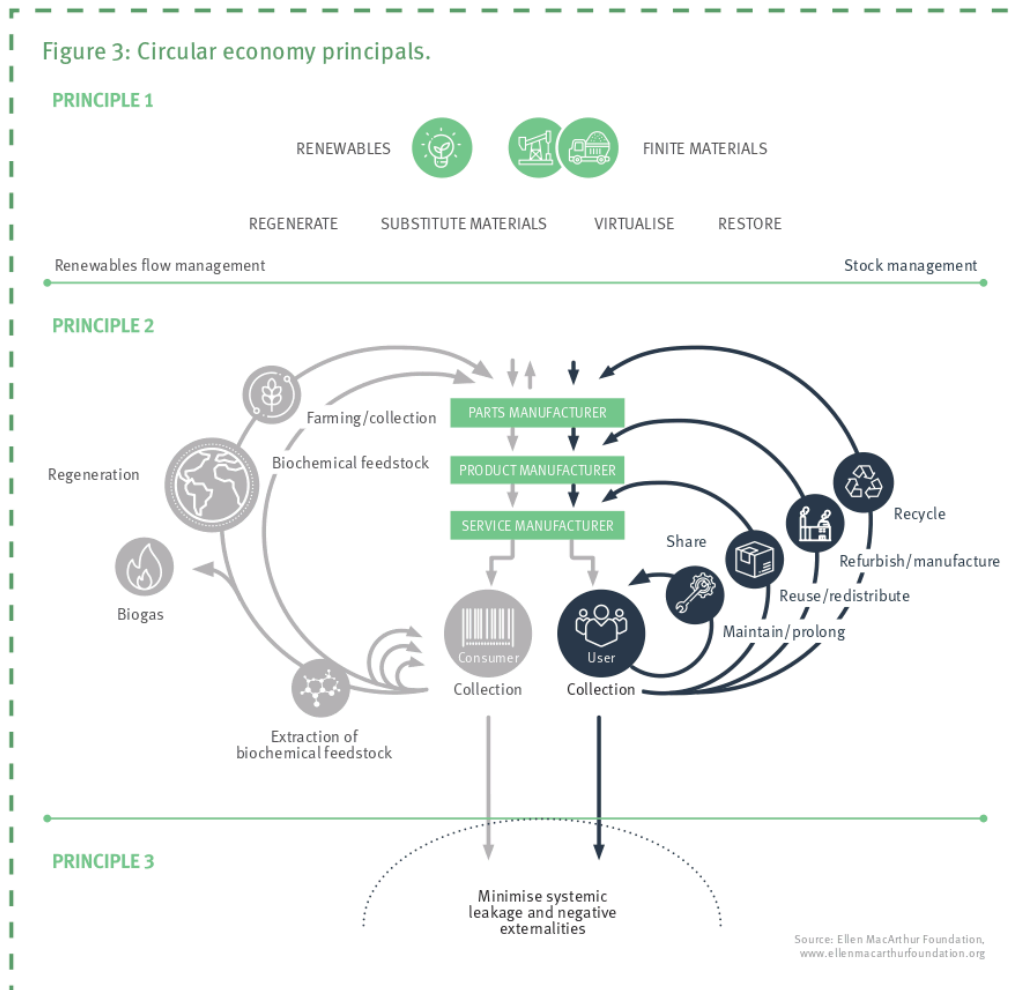 Figure 3: Circular economy principals.
PRINCIPLE 1
RENEWABLES
FINITE MATERIALS
REGENERATE
SUBSTITUTE MATERIALS
VIRTUALISE
RESTORE
Renewables flow management
Stock management
PRINCIPLE 2
Farming/collection
Biochemical feedstock
Regeneration
Biogas
Extraction of
biochemical feedstock
PARTS MANUFACTURER
PRODUCT MANUFACTURER
SERVICE MANUFACTURER
Consumer
Collection
User
Collection
Share
Recycle
Refurbish/manufacture
Reuse/redistribute
Maintain/prolong
PRINCIPLE 3
Minimise systemic
leakage and negative
externalities
Source: Ellen MacArthur Foundation,
www.ellenmacarthurfoundation.org